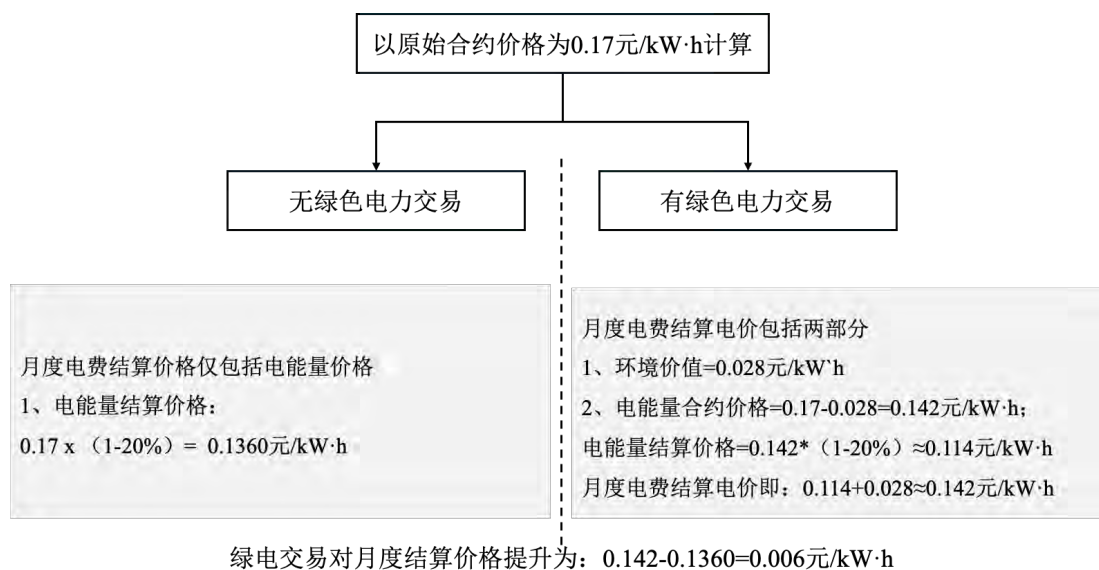 以原始合约价格为0.17元/kW·h计算
无绿色电力交易
有绿色电力交易
月度电费结算价格仅包括电能量价格
1、电能量结算价格：
0.17 x （1-20%）= 0.1360元/kW·h
月度电费结算电价包括两部分
1、环境价值=0.028元/kW`h
2、电能量合约价格=0.17-0.028=0.142元/kW·h；
电能量结算价格=0.142*（1-20%）≈0.114元/kW·h
月度电费结算电价即：0.114+0.028≈0.142元/kW·h
绿电交易对月度结算价格提升为：0.142-0.1360=0.006元/kW·h